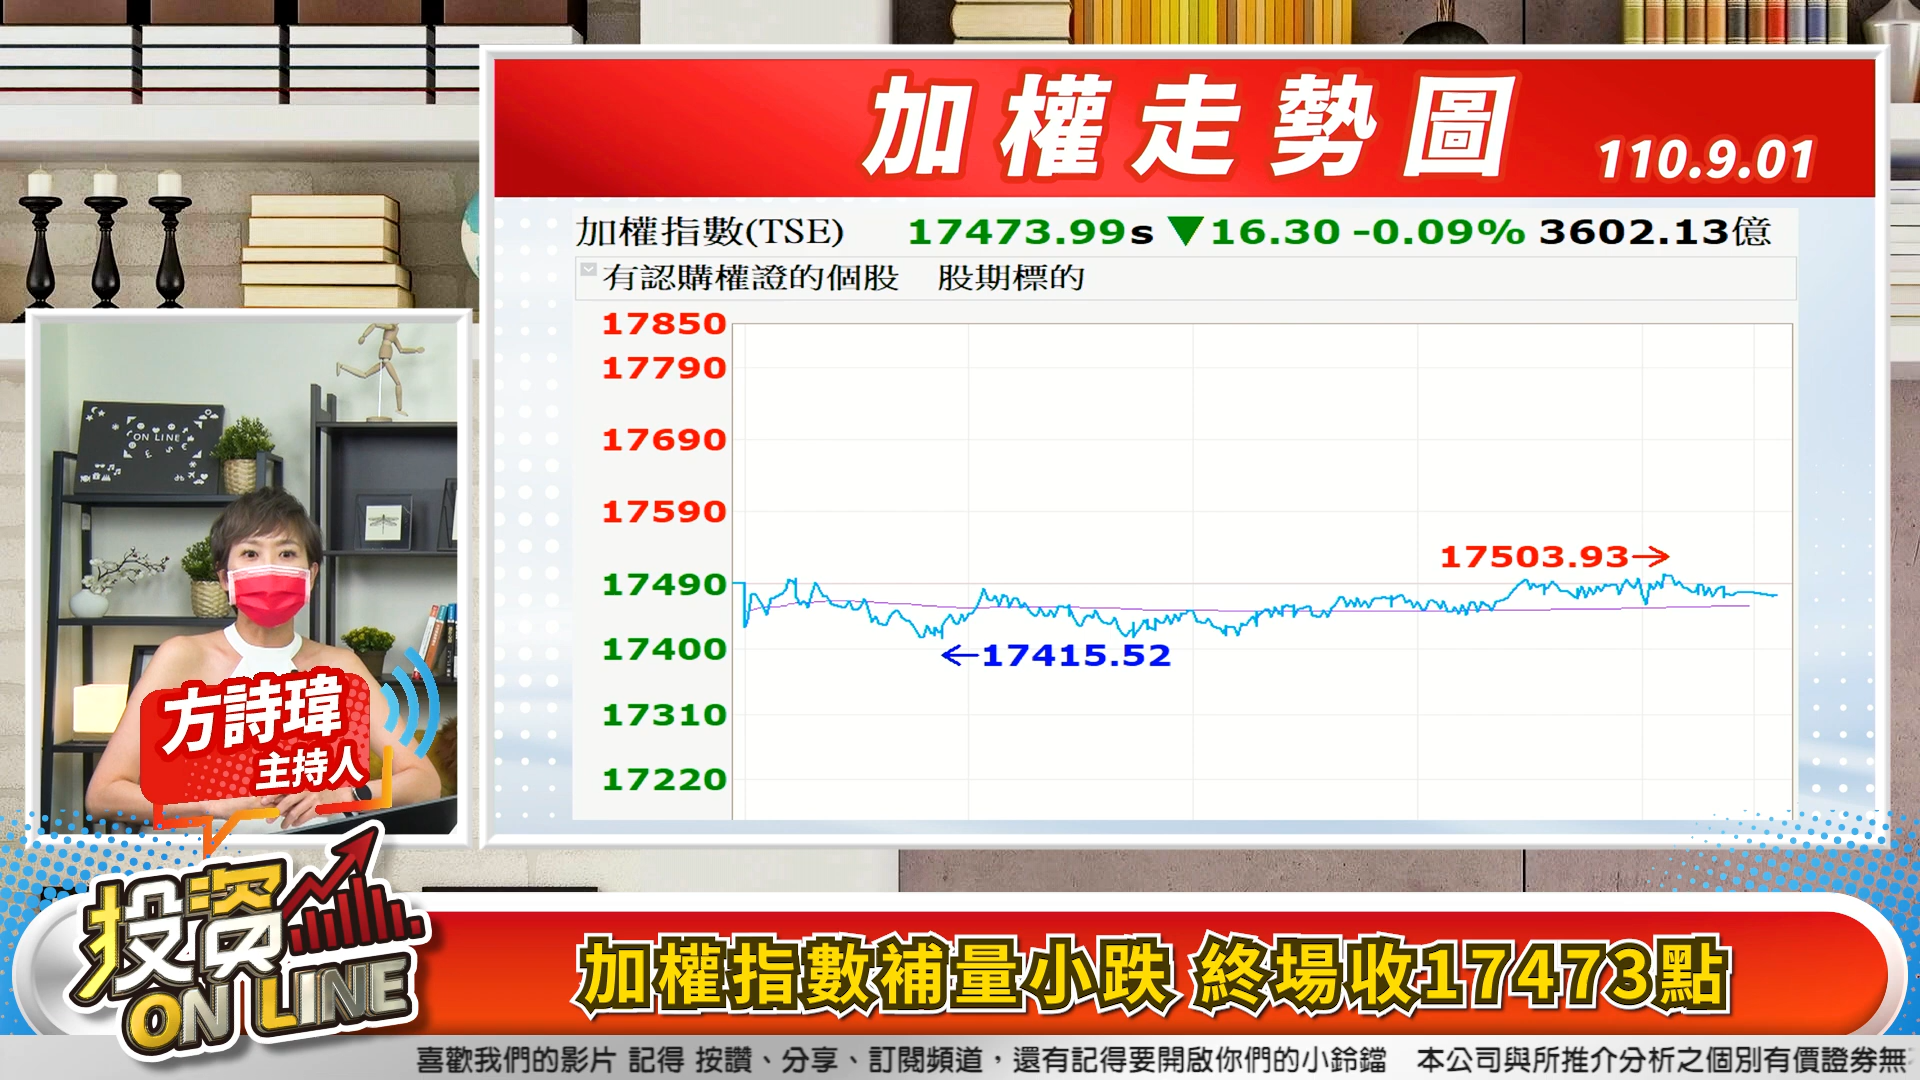 加權走勢圖 110.9.01
加權指數(TSE) 17473.99s ▼16.30 -0.09% 3602.13億
有認購權證的個股 股期標的
17850
17790
17690
17590
17490
17400
17310
17220
17503.93→
←17415.52
ON LINE
方詩瑋
主持人
投資
ON LINE
加權指數補量小跌 終場收17473點
喜歡我們的影片 記得 按讚、分享、訂閱頻道，還有記得要開啟你們的小鈴鐺 本公司與所推介分析之個別有價證券無